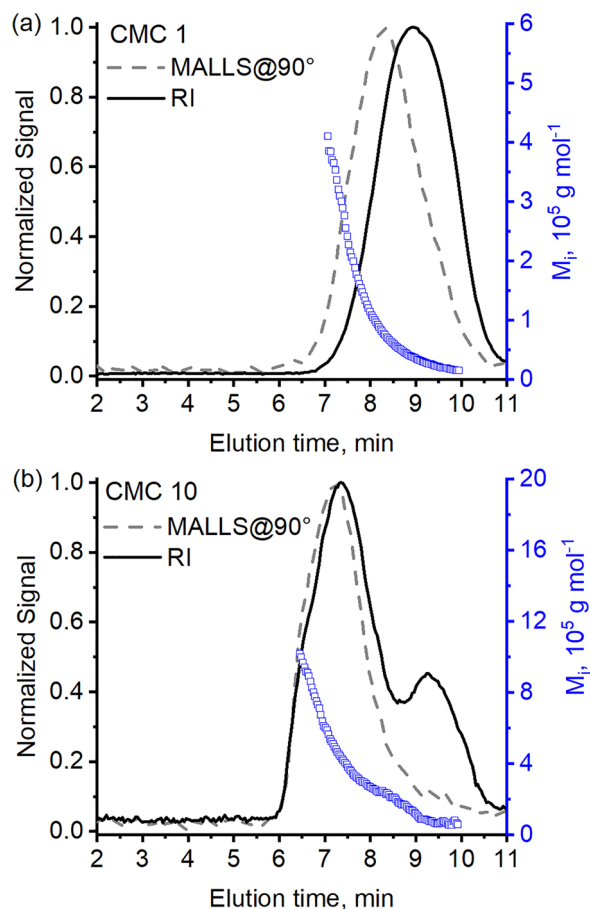 (a)
CMC 1
MALLS@90°
RI
Normalized Signal
1.0
0.8
0.6
0.4
0.2
0.0
6
5
4
3
2
1
0
Mᵢ, 10⁵ g mol⁻¹
2 3 4 5 6 7 8 9 10 11
Elution time, min
(b)
CMC 10
MALLS@90°
RI
Normalized Signal
1.0
0.8
0.6
0.4
0.2
0.0
20
16
12
8
4
0
Mᵢ, 10⁵ g mol⁻¹
2 3 4 5 6 7 8 9 10 11
Elution time, min